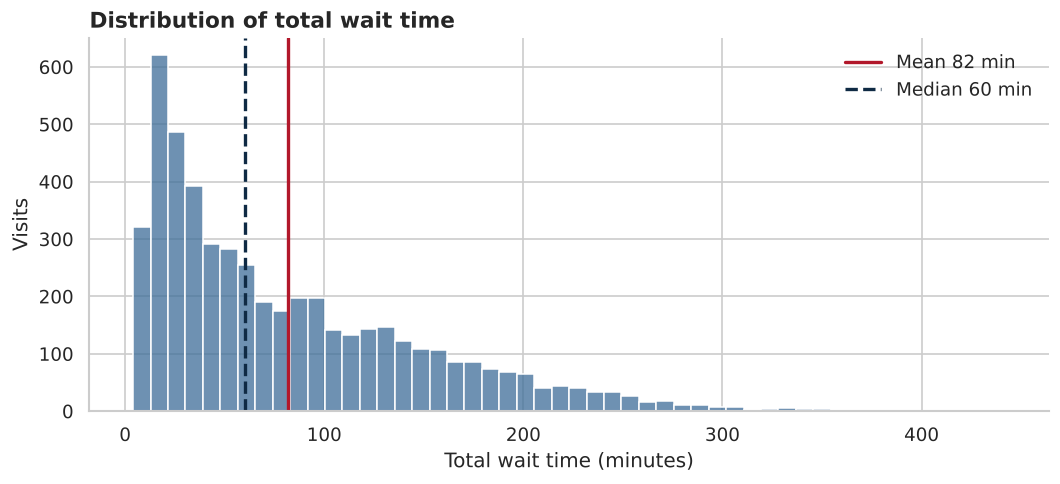 Distribution of total wait time
Mean 82 min
Median 60 min
600
500
400
300
200
100
0
Visits
0 100 200 300 400
Total wait time (minutes)